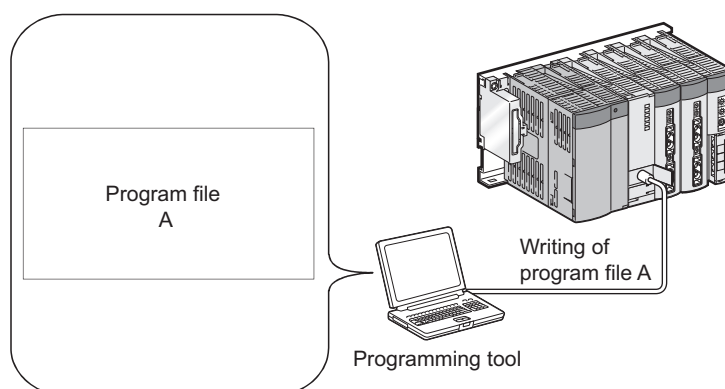 Program file
A
Writing of
program file A
Programming tool